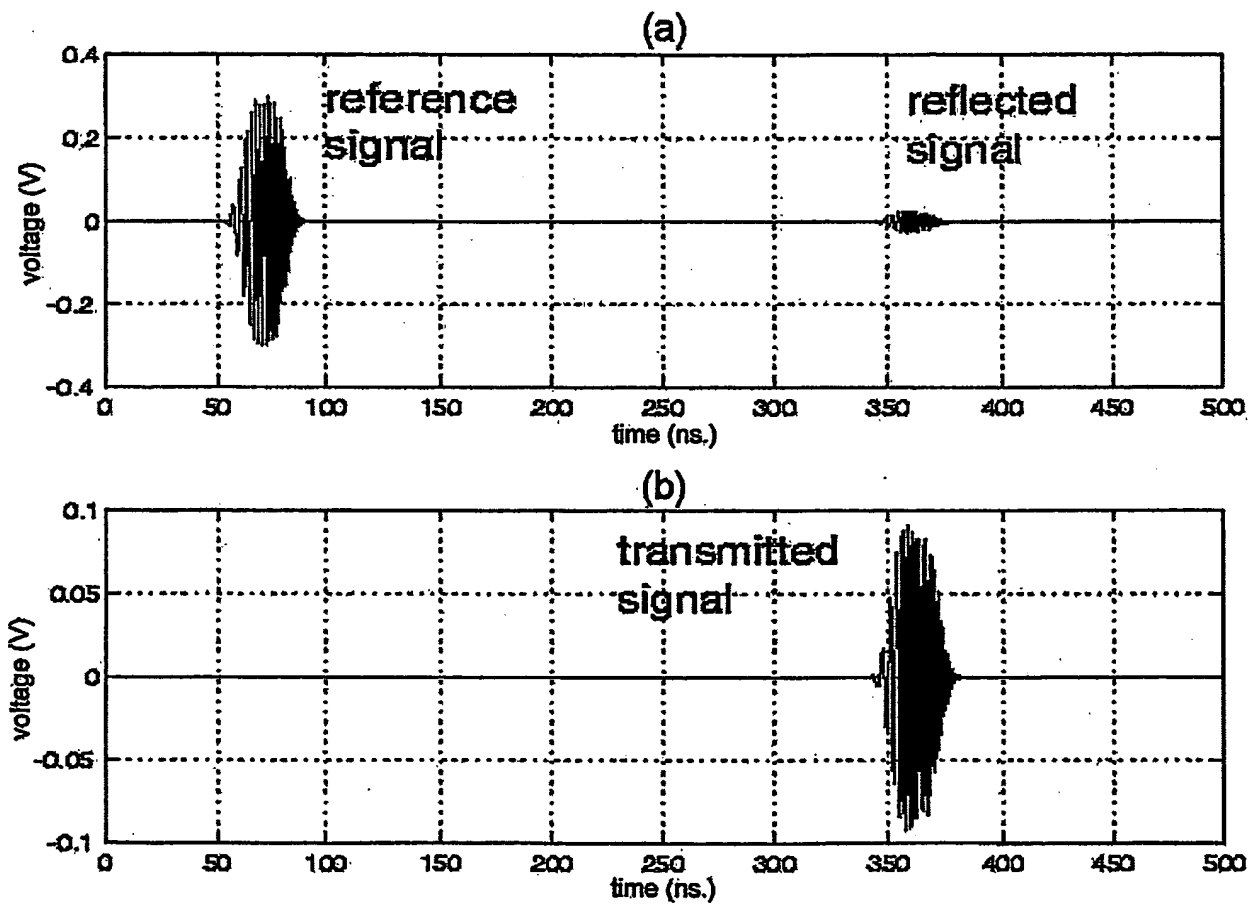 (a)
0.4
0.2
0
-0.2
-0.4
voltage (V)
reference
signal
reflected
signal
0 50 100 150 200 250 300 350 400 450 500
time (ns.)
(b)
0.1
0.05
0
-0.05
-0.1
voltage (V)
transmitted
signal
0 50 100 150 200 250 300 350 400 450 500
time (ns.)